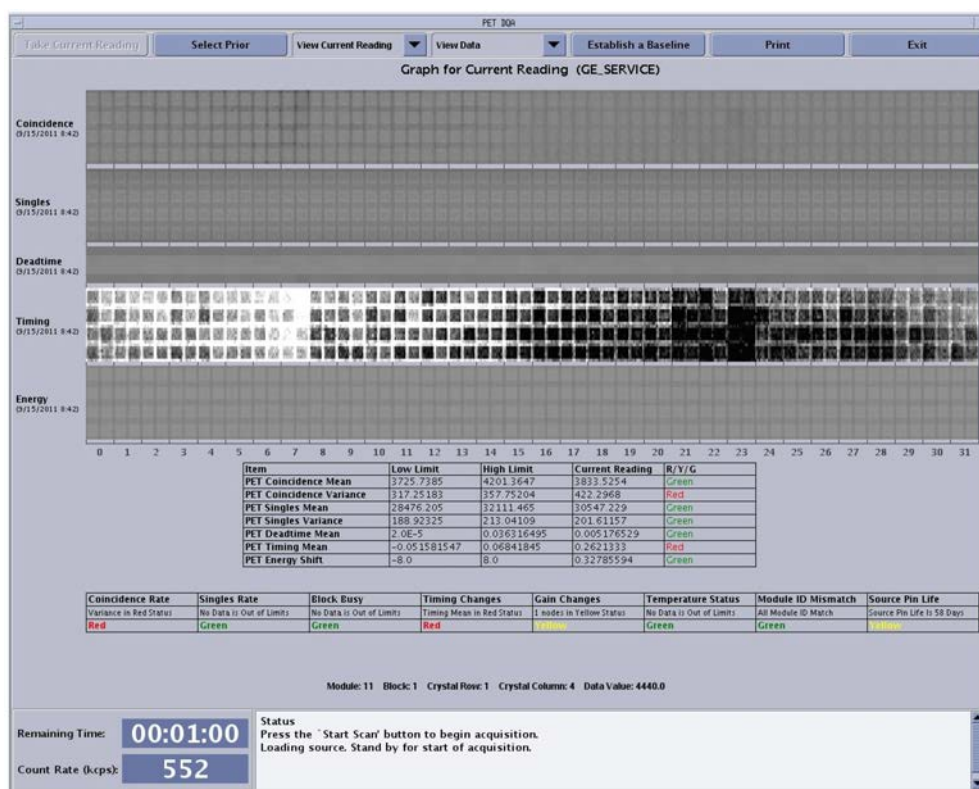 PET DQA
Take Current Reading Select Prior View Current Reading View Data Establish a Baseline Print Exit
Graph for Current Reading (GE_SERVICE)
Coincidence
(9/15/2011 8:42)
Singles
(9/15/2011 8:42)
Deadtime
(9/15/2011 8:42)
Timing
(9/15/2011 8:42)
Energy
(9/15/2011 8:42)
0 1 2 3 4 5 6 7 8 9 10 11 12 13 14 15 16 17 18 19 20 21 22 23 24 25 26 27 28 29 30 31
Item Low Limit High Limit Current Reading R/Y/G
PET Coincidence Mean 3725.7385 4201.3647 3833.5254 Green
PET Coincidence Variance 317.25183 357.75204 422.2968 Red
PET Singles Mean 28476.205 32111.465 30547.229 Green
PET Singles Variance 188.92325 213.04109 201.61157 Green
PET Deadtime Mean 2.0E-5 0.036316495 0.005176529 Green
PET Timing Mean -0.051581547 0.06841845 0.2621333 Red
PET Energy Shift -8.0 8.0 0.32785594 Green
Coincidence Rate Singles Rate Block Busy Timing Changes Gain Changes Temperature Status Module ID Mismatch Source Pin Life
Variance in Red Status No Data is Out of Limits No Data is Out of Limits Timing Mean in Red Status 1 nodes in Yellow Status No Data is Out of Limits All Module ID Match Source Pin Life Is 58 Days
Red Green Green Red Yellow Green Green Yellow
Module: 11 Block: 1 Crystal Row: 1 Crystal Column: 4 Data Value: 4440.0
Remaining Time: 00:01:00
Count Rate (kcps): 552
Status
Press the `Start Scan' button to begin acquisition.
Loading source. Stand by for start of acquisition.